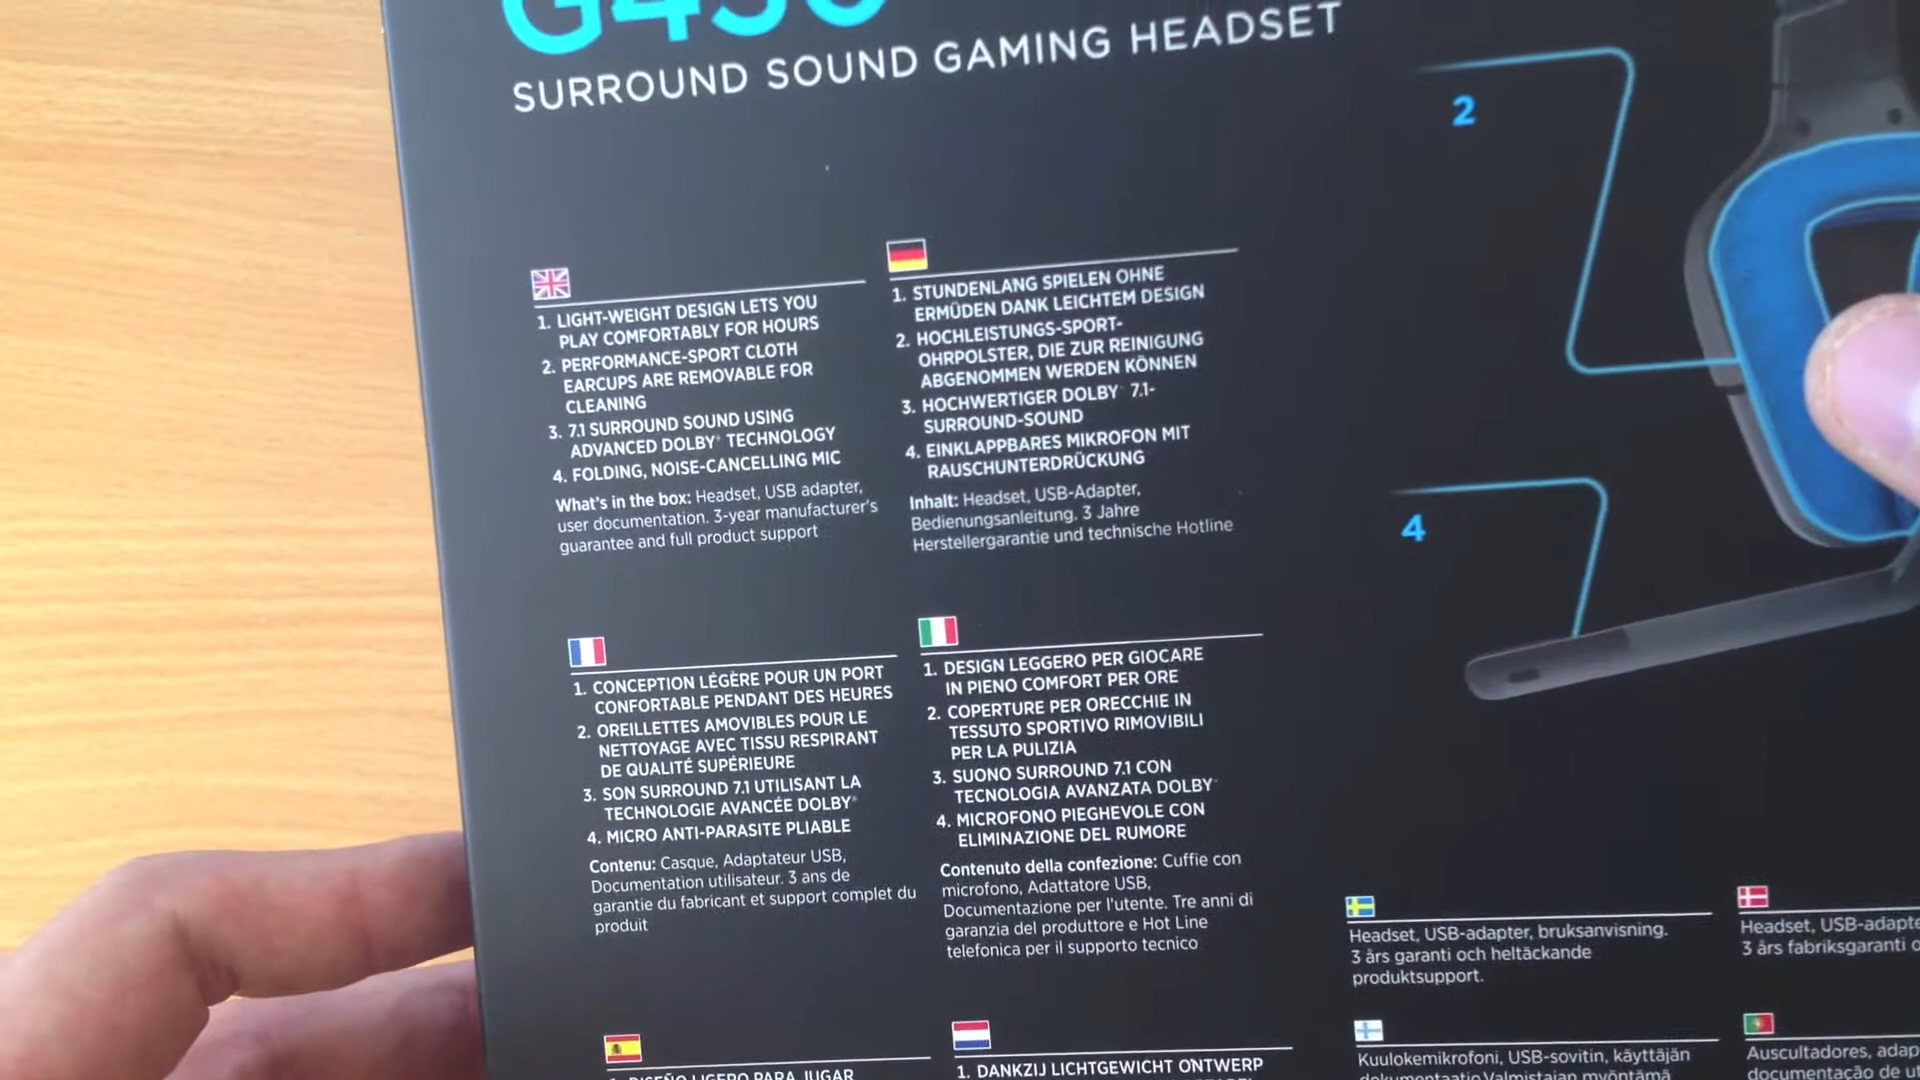 SURROUND SOUND GAMING HEADSET
2
1. LIGHT-WEIGHT DESIGN LETS YOU
PLAY COMFORTABLY FOR HOURS
2. PERFORMANCE-SPORT CLOTH
EARCUPS ARE REMOVABLE FOR
CLEANING
3. 7.1 SURROUND SOUND USING
ADVANCED DOLBY® TECHNOLOGY
4. FOLDING, NOISE-CANCELLING MIC
What's in the box: Headset, USB adapter,
user documentation. 3-year manufacturer's
guarantee and full product support
1. STUNDENLANG SPIELEN OHNE
ERMÜDEN DANK LEICHTEM DESIGN
2. HOCHLEISTUNGS-SPORT-
OHRPOLSTER, DIE ZUR REINIGUNG
ABGENOMMEN WERDEN KÖNNEN
3. HOCHWERTIGER DOLBY® 7.1-
SURROUND-SOUND
4. EINKLAPPBARES MIKROFON MIT
RAUSCHUNTERDRÜCKUNG
Inhalt: Headset, USB-Adapter,
Bedienungsanleitung. 3 Jahre
Herstellergarantie und technische Hotline
4
1. CONCEPTION LÉGÈRE POUR UN PORT
CONFORTABLE PENDANT DES HEURES
2. OREILLETTES AMOVIBLES POUR LE
NETTOYAGE AVEC TISSU RESPIRANT
DE QUALITÉ SUPÉRIEURE
3. SON SURROUND 7.1 UTILISANT LA
TECHNOLOGIE AVANCÉE DOLBY®
4. MICRO ANTI-PARASITE PLIABLE
Contenu: Casque, Adaptateur USB,
Documentation utilisateur. 3 ans de
garantie du fabricant et support complet du
produit
1. DESIGN LEGGERO PER GIOCARE
IN PIENO COMFORT PER ORE
2. COPERTURE PER ORECCHIE IN
TESSUTO SPORTIVO RIMOVIBILI
PER LA PULIZIA
3. SUONO SURROUND 7.1 CON
TECNOLOGIA AVANZATA DOLBY®
4. MICROFONO PIEGHEVOLE CON
ELIMINAZIONE DEL RUMORE
Contenuto della confezione: Cuffie con
microfono, Adattatore USB,
Documentazione per l'utente. Tre anni di
garanzia del produttore e Hot Line
telefonica per il supporto tecnico
Headset, USB-adapter, bruksanvisning.
3 års garanti och heltäckande
produktsupport.
Headset, USB-adapte
3 års fabriksgaranti o
DISEÑO LIGERO PARA JUGAR
1. DANKZIJ LICHTGEWICHT ONTWERP
Kuulokemikrofoni, USB-sovitin, käyttäjän
dokumentaatio Valmistajan myöntämä
Auscultadores, adap
documentação de ut